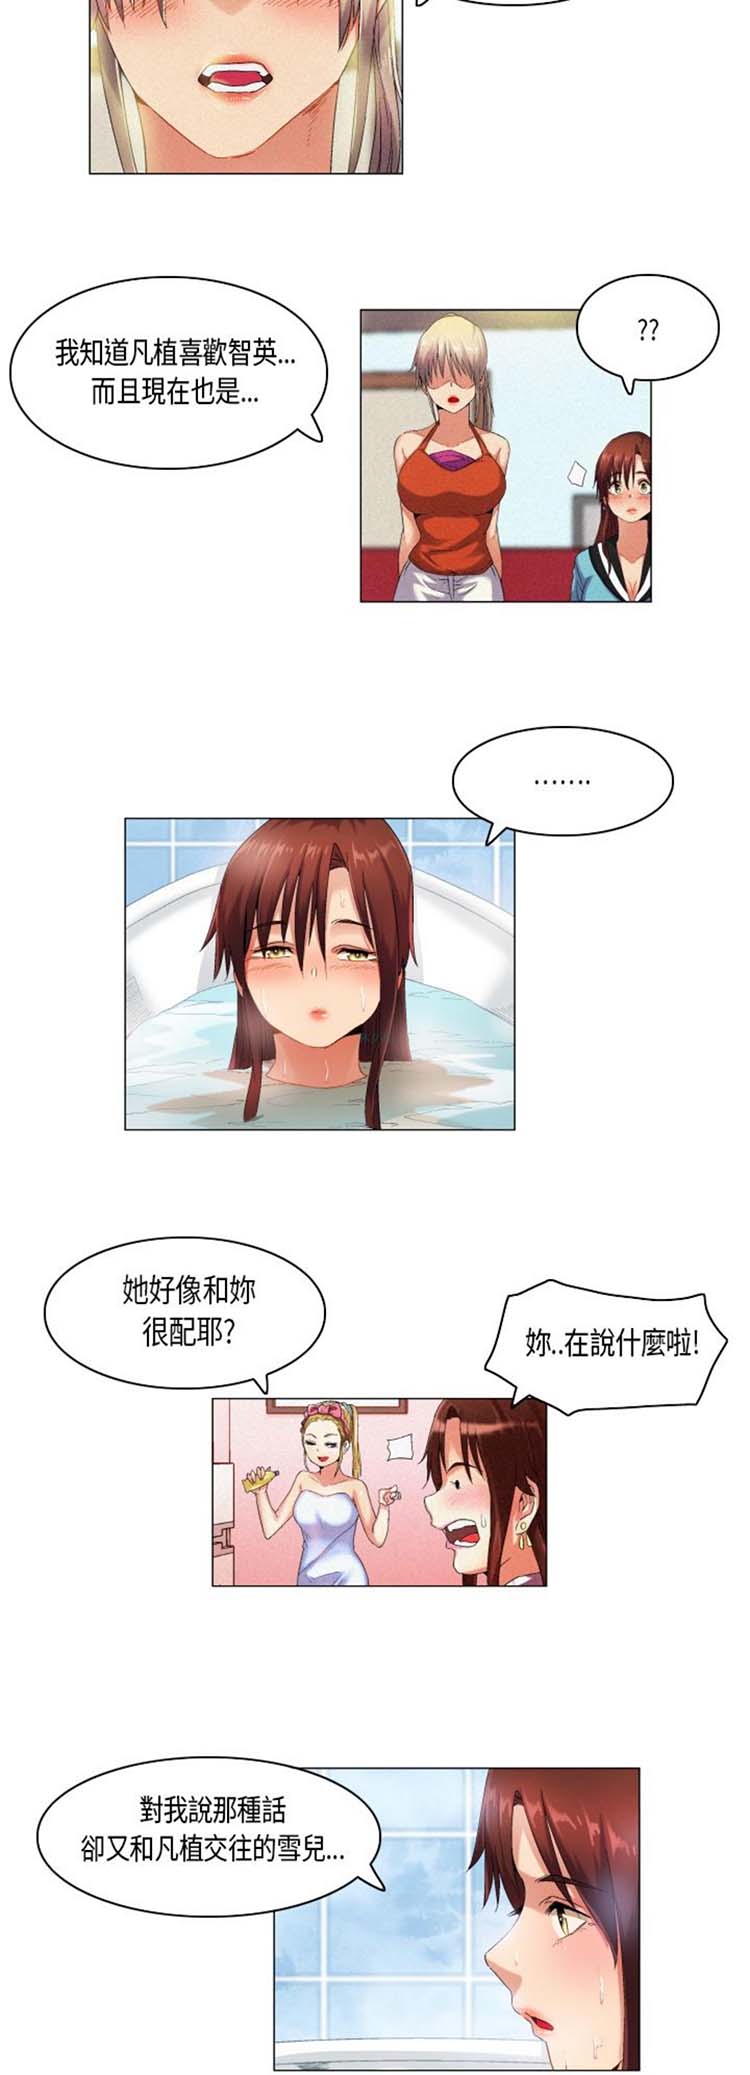 我知道凡植喜歡智英...
而且現在也是...
??
.......
她好像和妳
很配耶?
妳..在說什麼啦!
對我說那種話
卻又和凡植交往的雪兒...